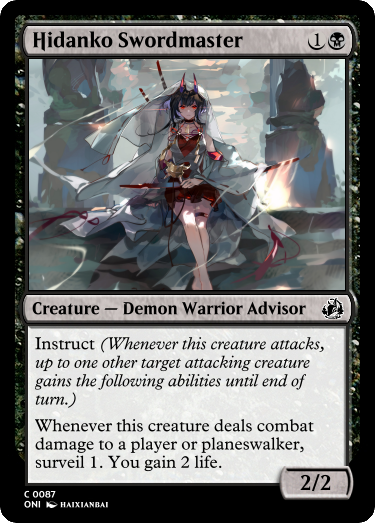 Hidanko Swordmaster 1
Creature — Demon Warrior Advisor
Instruct (Whenever this creature attacks,
up to one other target attacking creature
gains the following abilities until end of
turn.)
Whenever this creature deals combat
damage to a player or planeswalker,
surveil 1. You gain 2 life.
2/2
C 0087
ONI HAIXIANBAI